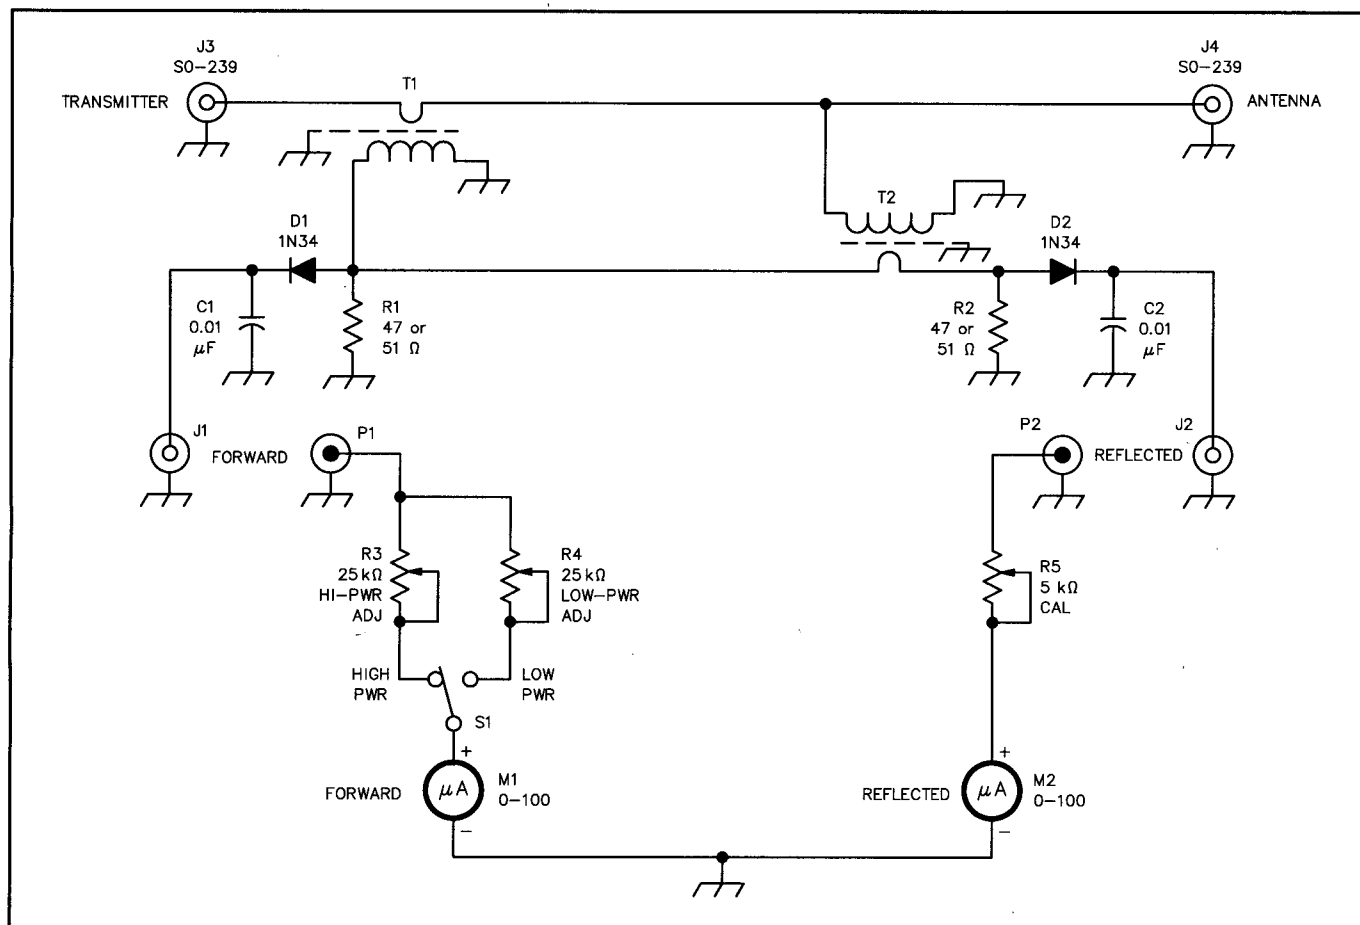 J3
SO-239
TRANSMITTER
T1
J4
SO-239
ANTENNA
T2
D1
1N34
D2
1N34
C1
0.01
μF
R1
47 or
51 Ω
R2
47 or
51 Ω
C2
0.01
μF
J1
FORWARD
P1
P2
REFLECTED
J2
R3
25 kΩ
HI-PWR
ADJ
R4
25 kΩ
LOW-PWR
ADJ
R5
5 kΩ
CAL
HIGH
PWR
LOW
PWR
S1
+
FORWARD
μA
M1
0-100
−
+
REFLECTED
μA
M2
0-100
−